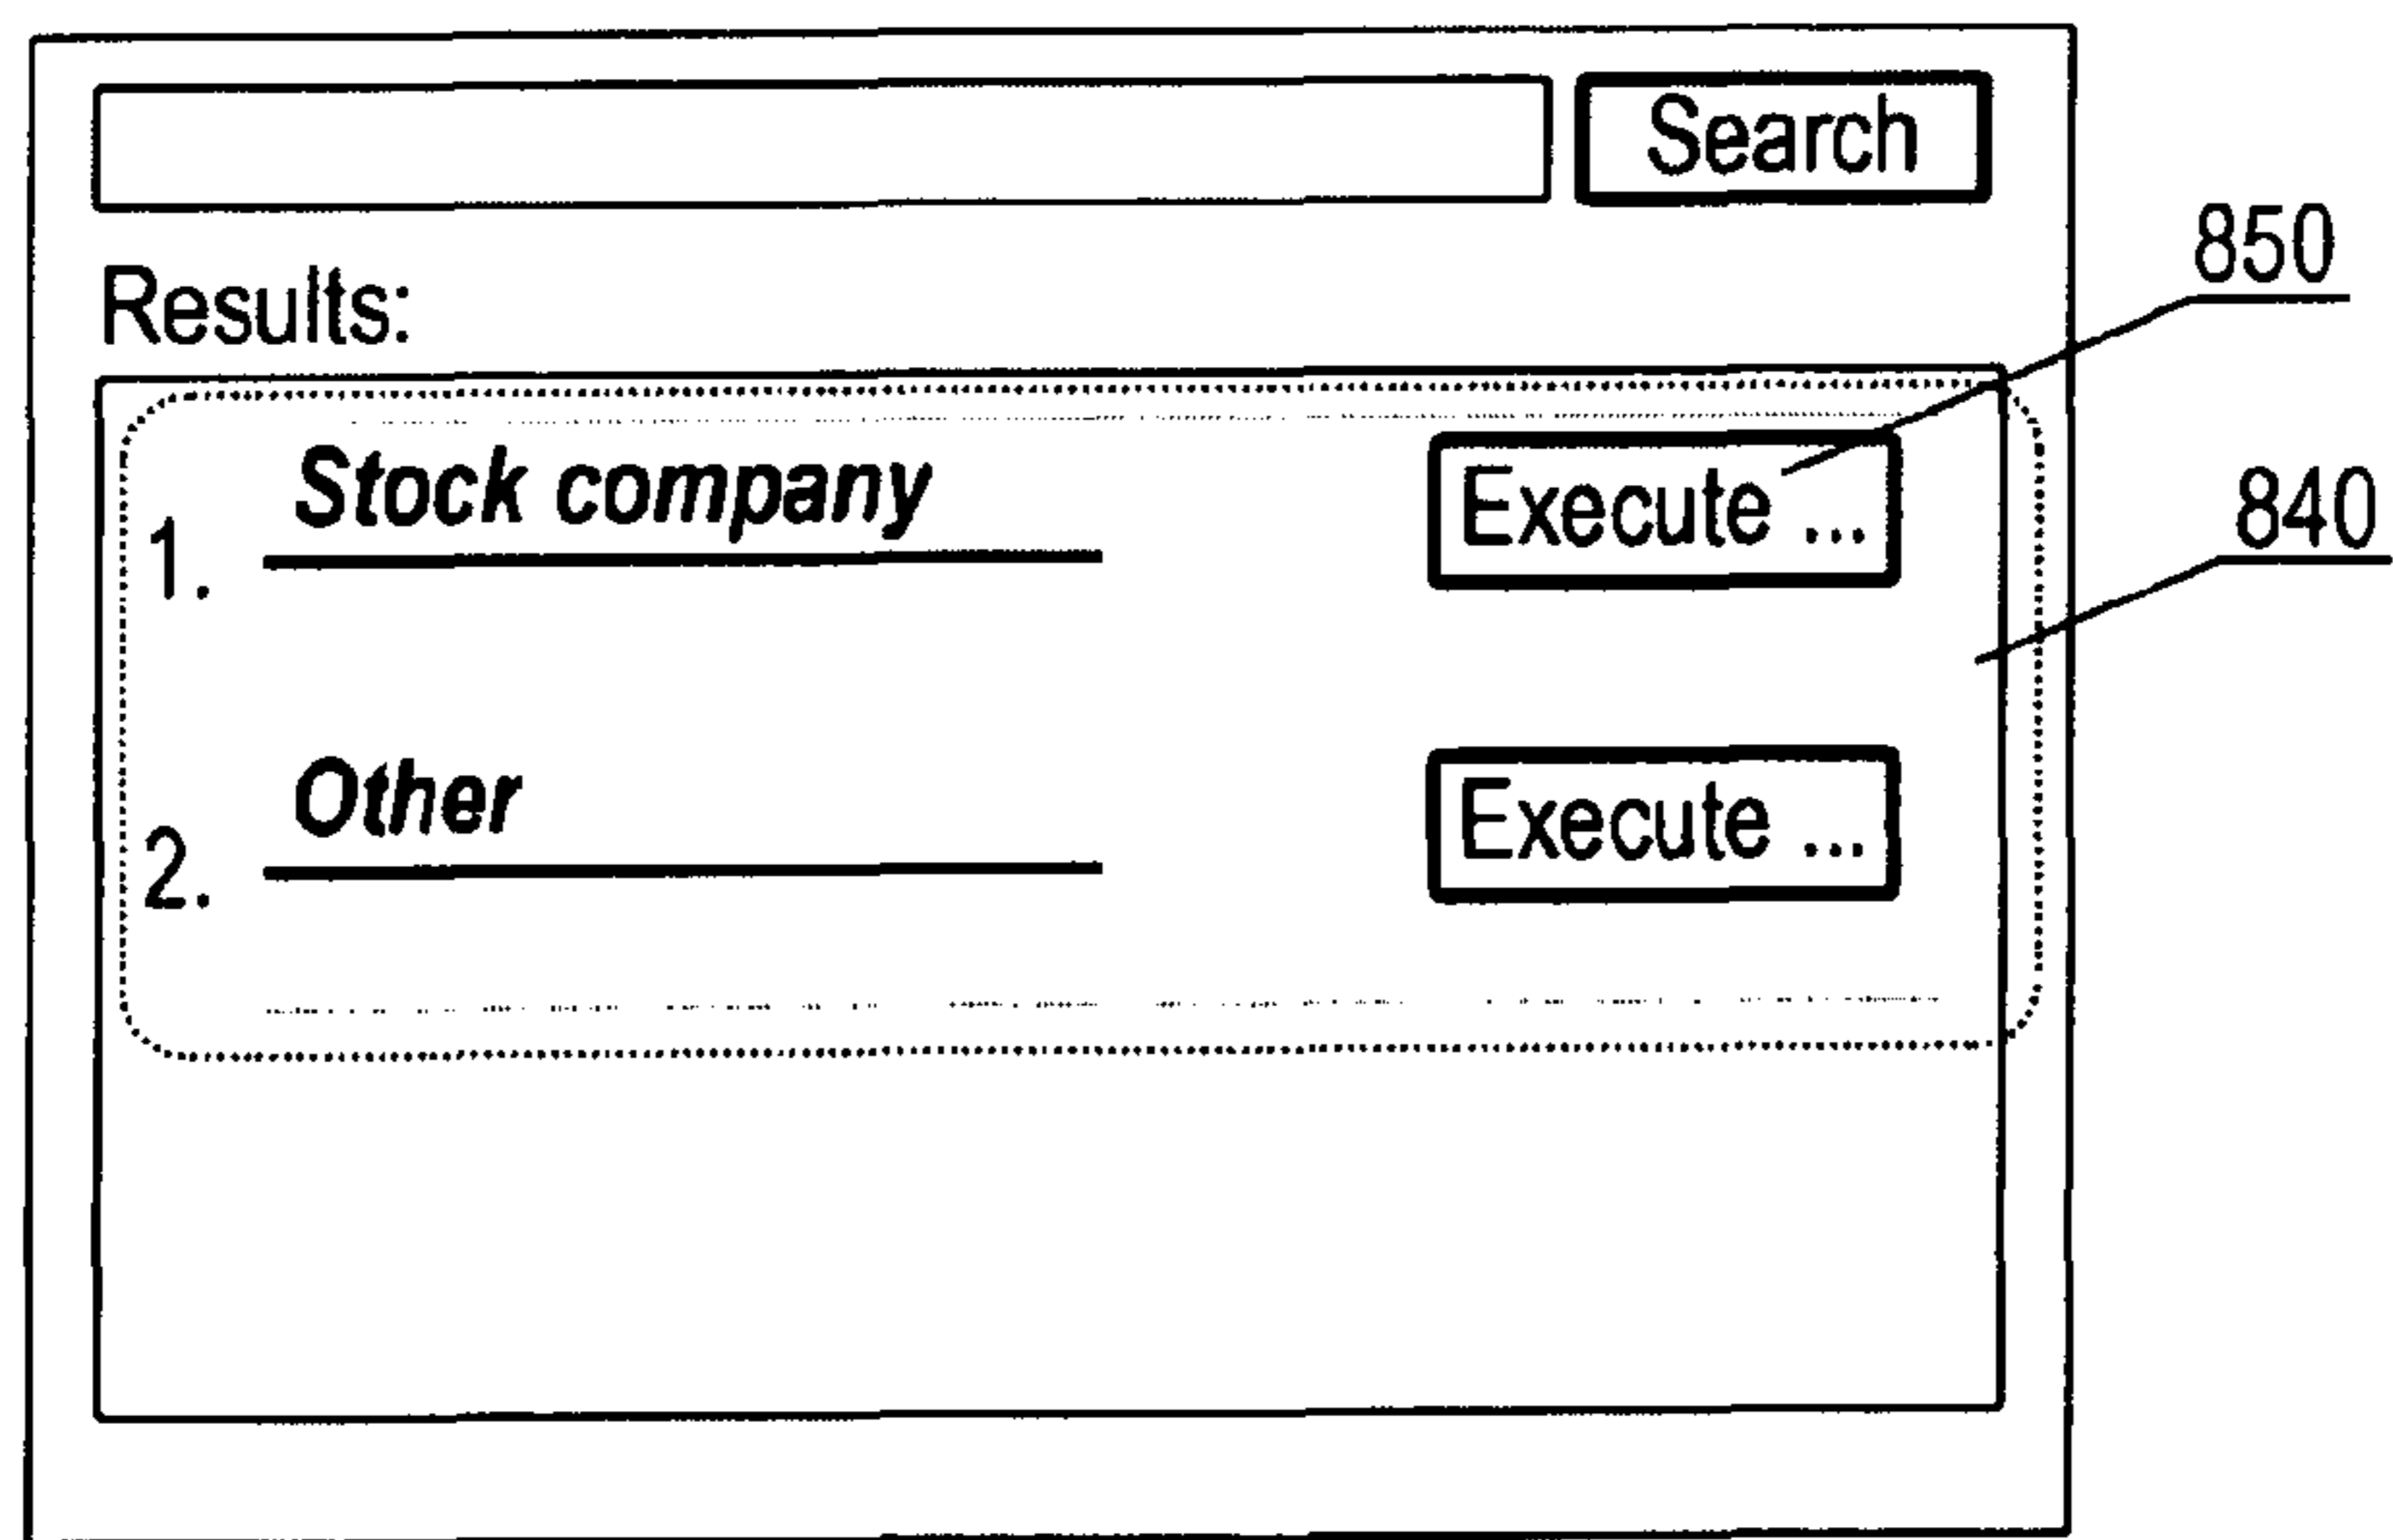 Search
850
Results:
1. Stock company Execute ...
840
2. Other Execute ...